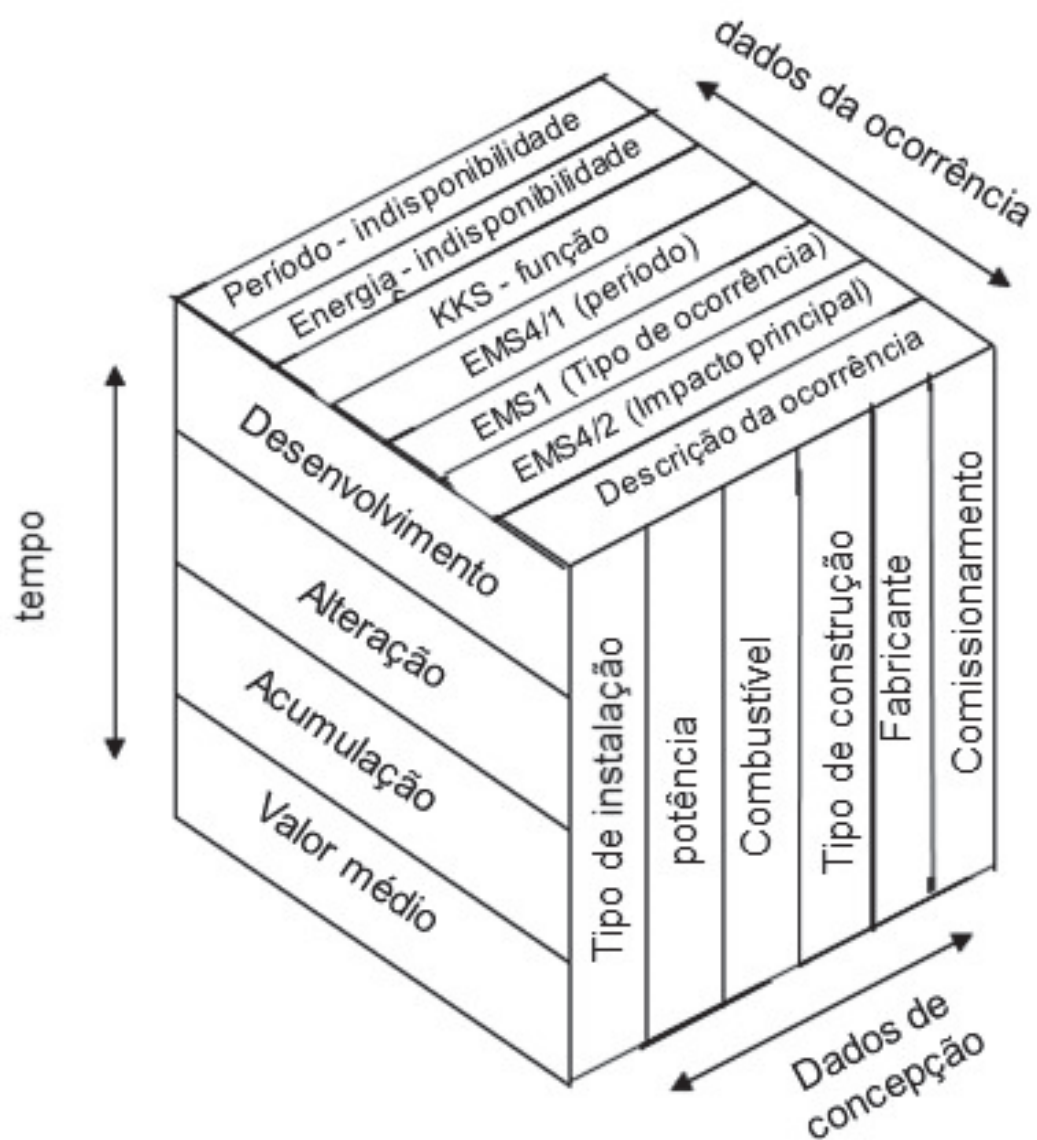 dados da ocorrência
Período - indisponibilidade
Energia - indisponibilidade
KKS - função
EMS4/1 (período)
EMS1 (Tipo de ocorrência)
EMS4/2 (Impacto principal)
Descrição da ocorrência
tempo
Desenvolvimento
Alteração
Acumulação
Valor médio
Tipo de instalação
potência
Combustível
Tipo de construção
Fabricante
Comissionamento
Dados de
concepção